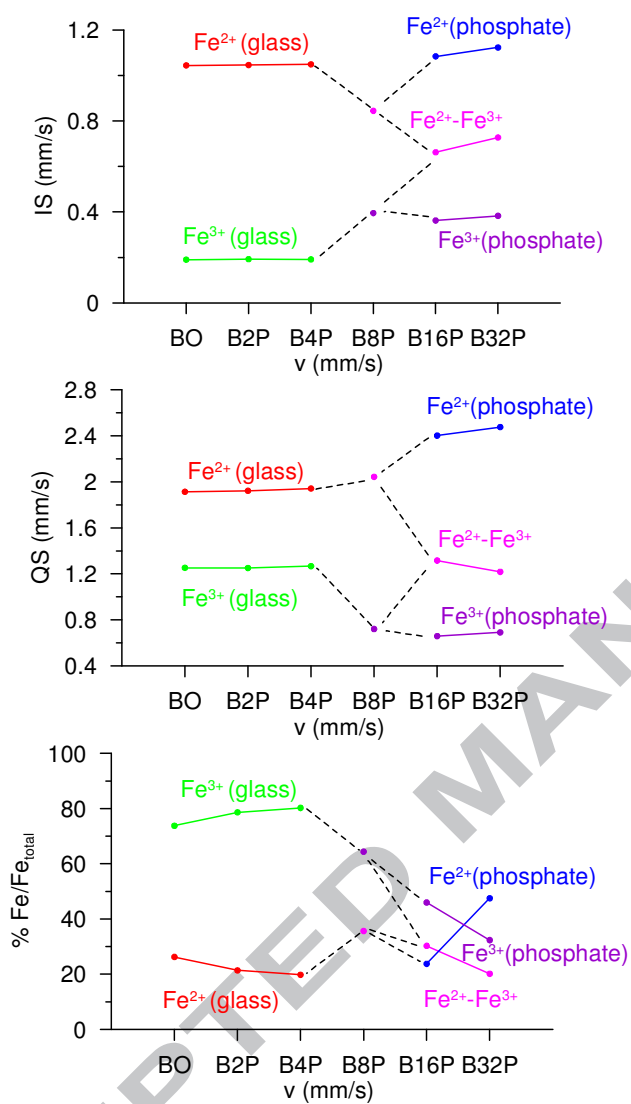 1.2
Fe²⁺ (glass)
Fe²⁺(phosphate)
0.8
Fe²⁺-Fe³⁺
IS (mm/s)
0.4
Fe³⁺ (glass)
Fe³⁺(phosphate)
0
BO B2P B4P B8P B16P B32P
v (mm/s)
2.8
Fe²⁺(phosphate)
2.4
Fe²⁺ (glass)
2
QS (mm/s)
1.6
Fe²⁺-Fe³⁺
1.2
Fe³⁺ (glass)
Fe³⁺(phosphate)
0.8
0.4
BO B2P B4P B8P B16P B32P
v (mm/s)
100
Fe³⁺ (glass)
80
60
% Fe/Fe_total
Fe²⁺(phosphate)
40
Fe³⁺(phosphate)
20
Fe²⁺ (glass)
Fe²⁺-Fe³⁺
0
BO B2P B4P B8P B16P B32P
v (mm/s)
PTED MAN